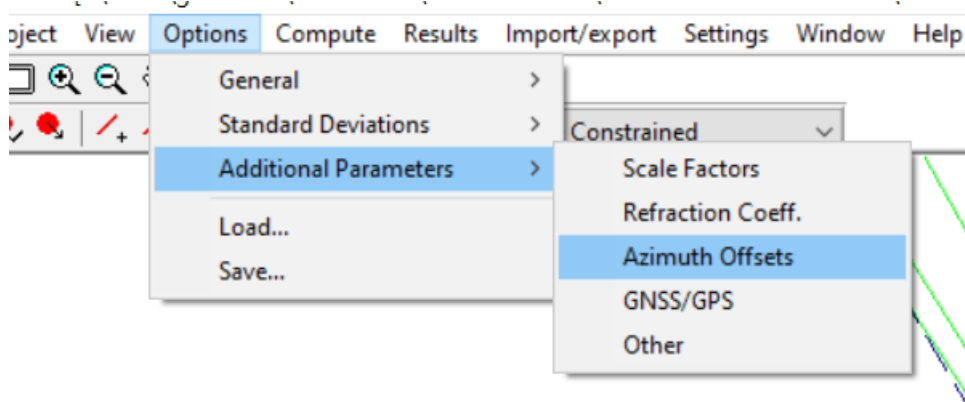 oject View Options Compute Results Import/export Settings Window Help
General
Standard Deviations
Constrained
Additional Parameters
Scale Factors
Refraction Coeff.
Load...
Azimuth Offsets
Save...
GNSS/GPS
Other